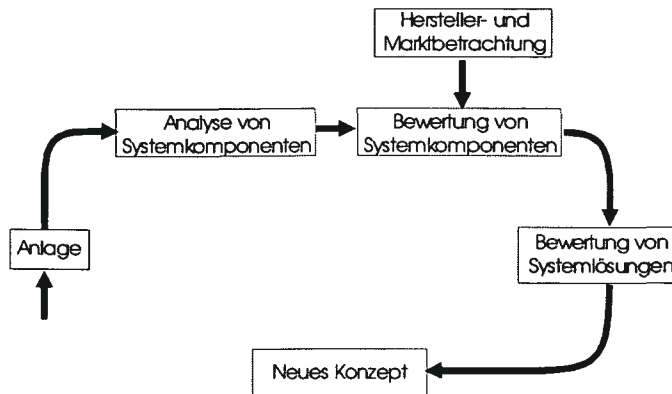 Hersteller- und
Marktbetrachtung
Analyse von
Systemkomponenten
Bewertung von
Systemkomponenten
Anlage
Bewertung von
Systemlösungen
Neues Konzept